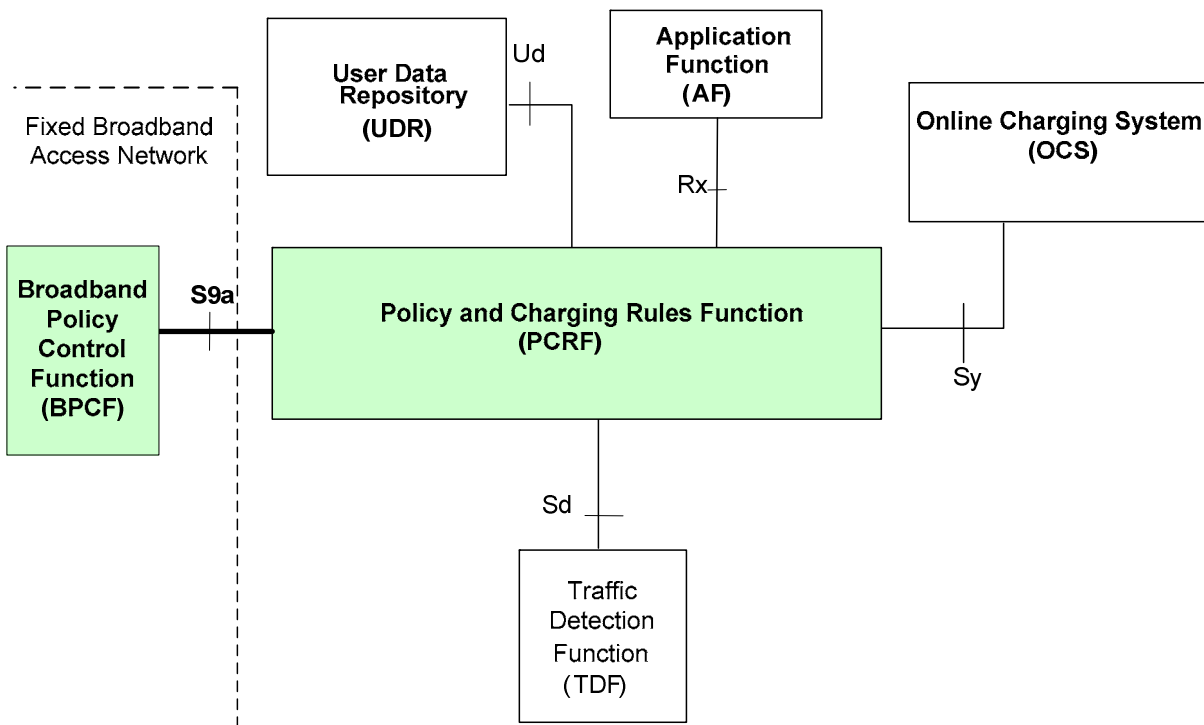 User Data
Repository
(UDR)
Ud
Application
Function
(AF)
Rx
Online Charging System
(OCS)
Fixed Broadband
Access Network
Broadband
Policy
Control
Function
(BPCF)
S9a
Policy and Charging Rules Function
(PCRF)
Sy
Sd
Traffic
Detection
Function
(TDF)